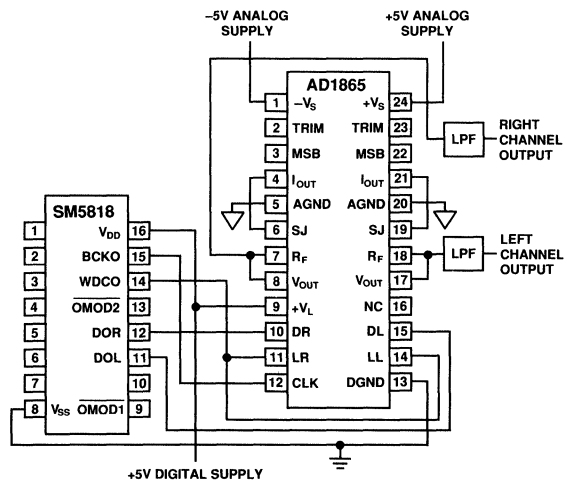 –5V ANALOG
SUPPLY
+5V ANALOG
SUPPLY
AD1865
1 –VS +VS 24
2 TRIM TRIM 23
3 MSB MSB 22
4 IOUT IOUT 21
5 AGND AGND 20
6 SJ SJ 19
7 RF RF 18
8 VOUT VOUT 17
9 +VL NC 16
10 DR DL 15
11 LR LL 14
12 CLK DGND 13
LPF
RIGHT
CHANNEL
OUTPUT
LPF
LEFT
CHANNEL
OUTPUT
SM5818
1 VDD 16
2 BCKO 15
3 WDCO 14
4 OMOD2 13
5 DOR 12
6 DOL 11
7 10
8 VSS OMOD1 9
+5V DIGITAL SUPPLY